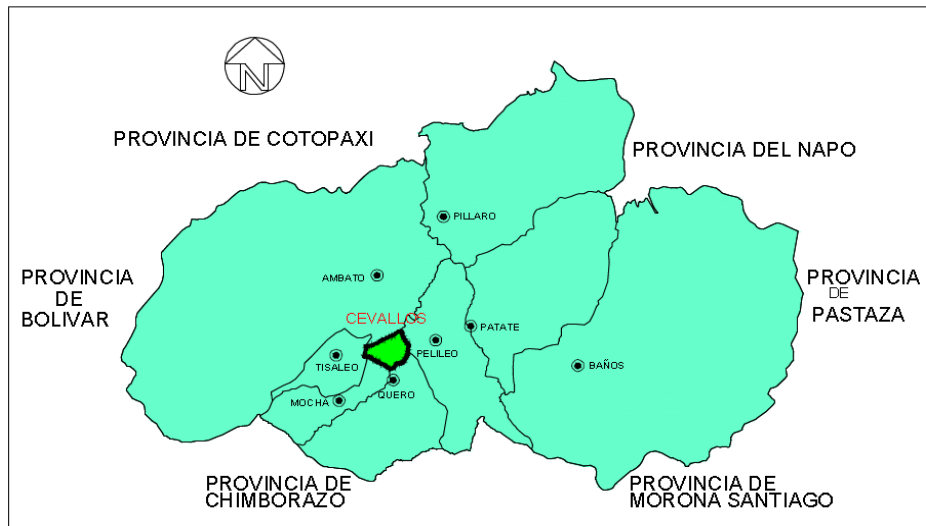 N
PROVINCIA DE COTOPAXI
PROVINCIA DEL NAPO
PILLARO
PROVINCIA
DE
BOLIVAR
AMBATO
PROVINCIA
DE
PASTAZA
CEVALLOS
PATATE
PELILEO
TISALEO
BAÑOS
QUERO
MOCHA
PROVINCIA DE
CHIMBORAZO
PROVINCIA DE
MORONA SANTIAGO